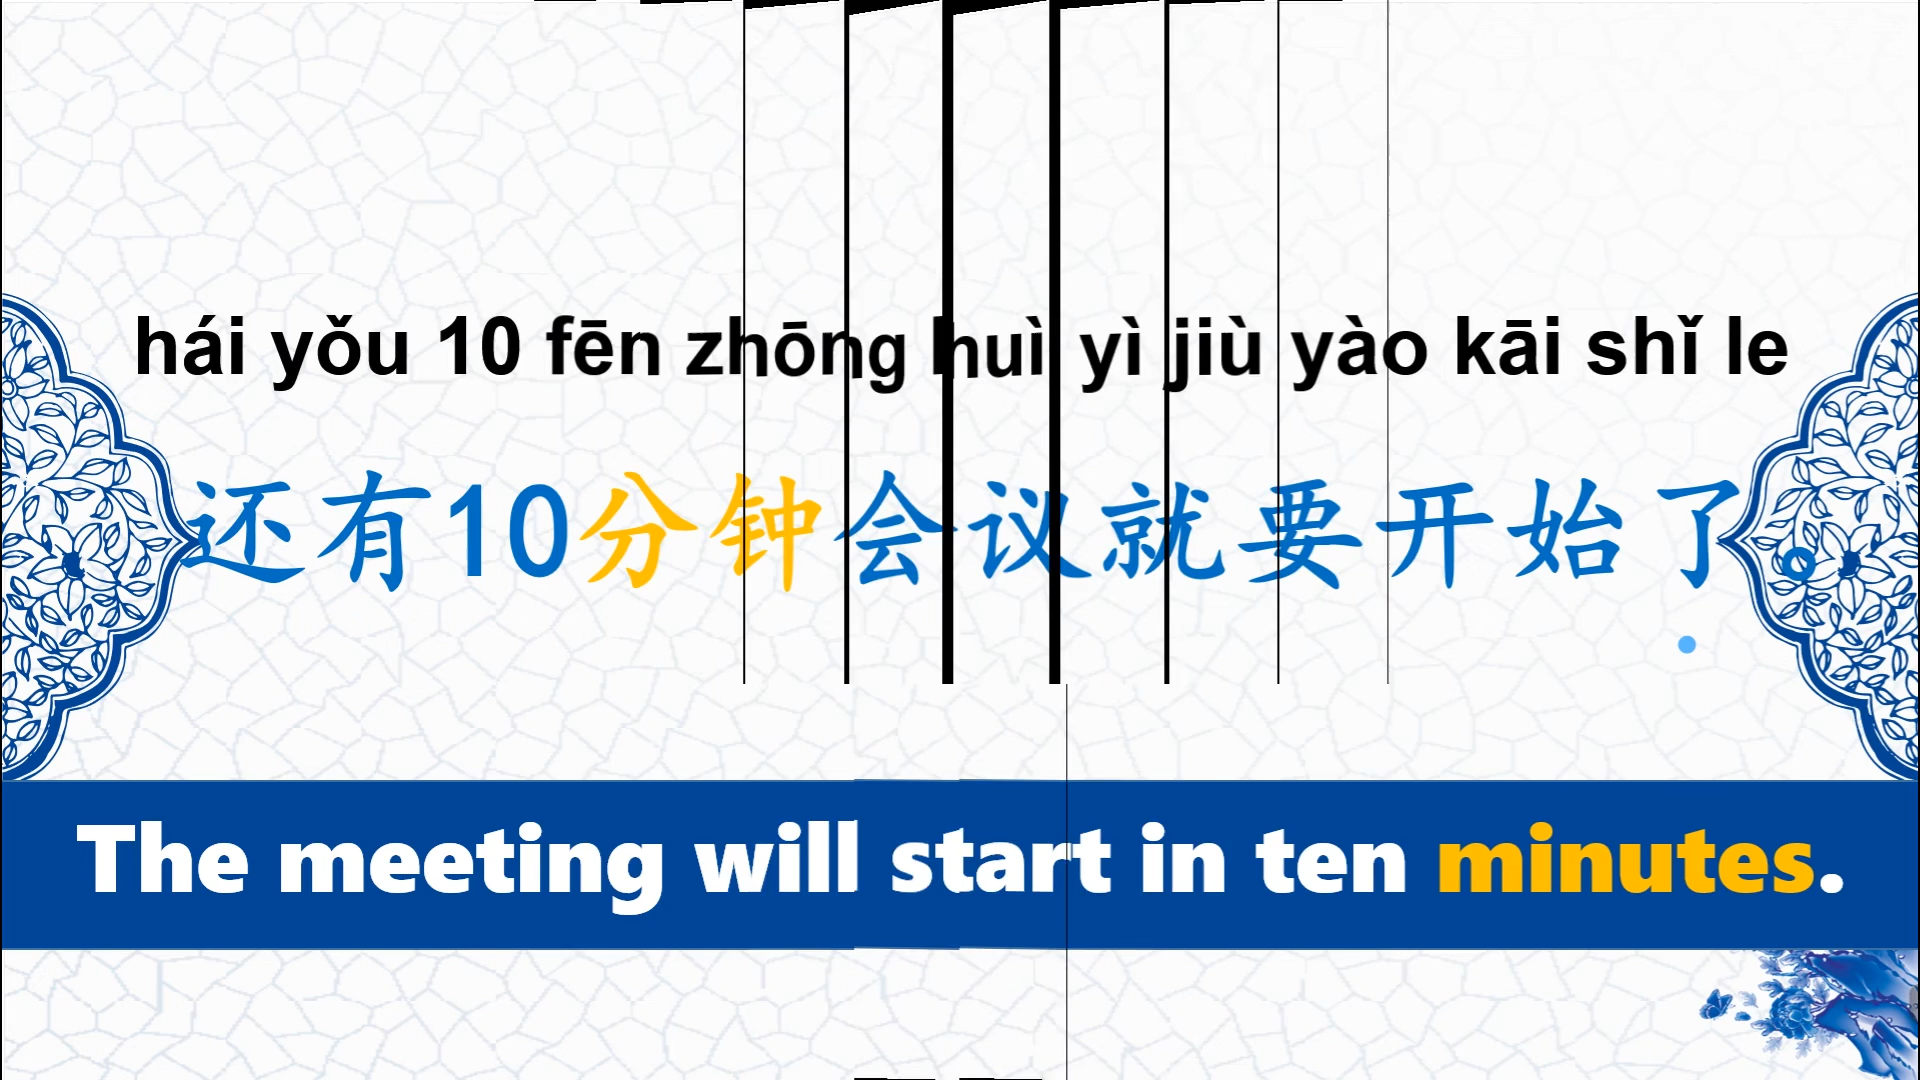 hái yǒu 10 fēn zhōng huì yì jiù yào kāi shǐ le
还有10分钟会议就要开始了。
The meeting will start in ten minutes.